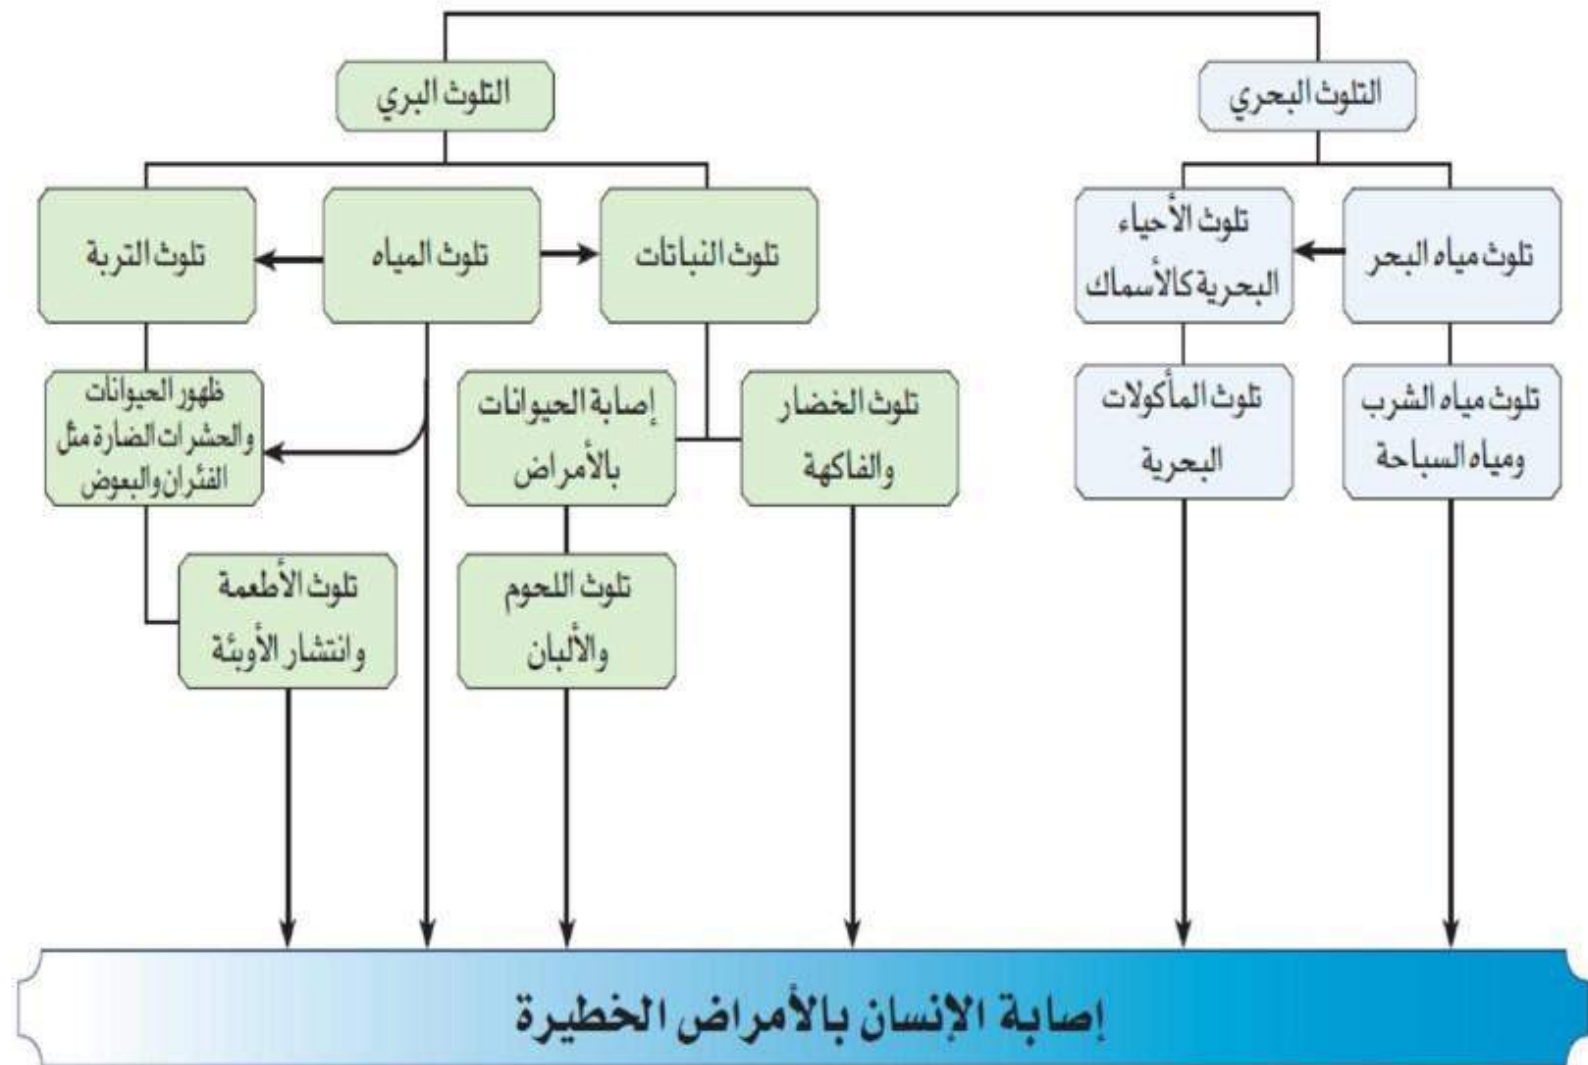 التلوث البحري
التلوث البري
تلوث مياه البحر
تلوث الأحياء
البحرية كالأسماك
تلوث النباتات
تلوث المياه
تلوث التربة
تلوث مياه الشرب
ومياه السباحة
تلوث المأكولات
البحرية
تلوث الخضار
والفاكهة
إصابة الحيوانات
بالأمراض
ظهور الحيوانات
والحشرات الضارة مثل
الفئران والبعوض
تلوث اللحوم
والألبان
تلوث الأطعمة
وانتشار الأوبئة
إصابة الإنسان بالأمراض الخطيرة